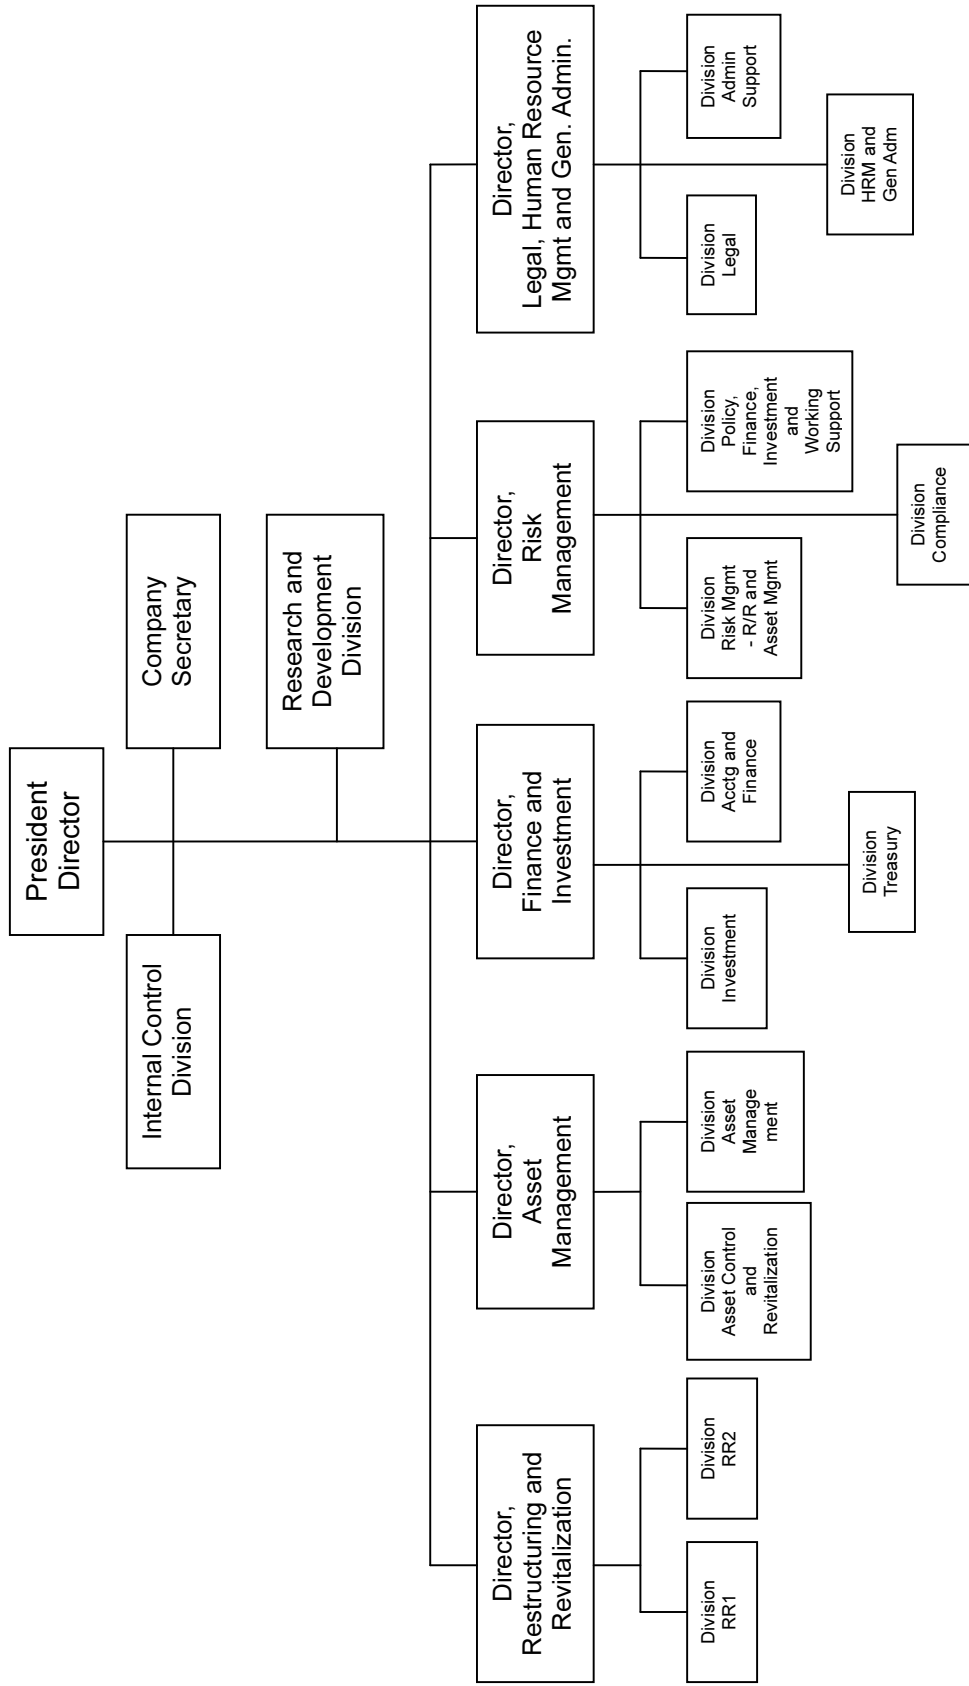 President
Director
Internal Control
Division
Company
Secretary
Research and
Development
Division
Director,
Restructuring and
Revitalization
Director,
Asset
Management
Director,
Finance and
Investment
Director,
Risk
Management
Director,
Legal, Human Resource
Mgmt and Gen. Admin.
Division
RR1
Division
RR2
Division
Asset Control
and
Revitalization
Division
Asset
Manage
ment
Division
Investment
Division
Acctg and
Finance
Division
Treasury
Division
Risk Mgmt
- R/R and
Asset Mgmt
Division
Policy,
Finance,
Investment
and
Working
Support
Division
Compliance
Division
Legal
Division
Admin
Support
Division
HRM and
Gen Adm